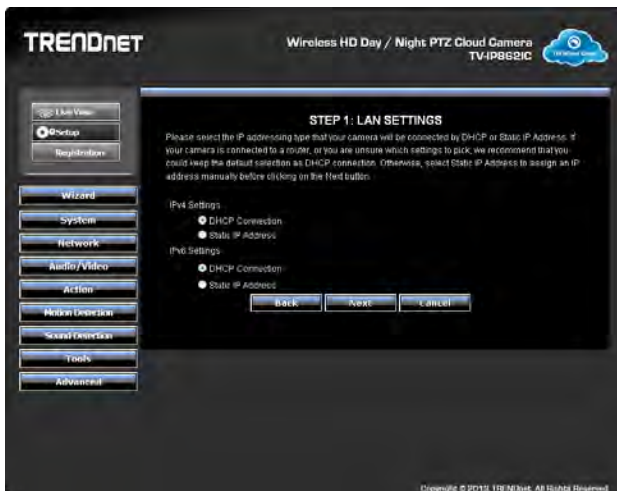 TRENDnet
Wireless HD Day / Night PTZ Cloud Camera
TV-IP862IC
Live View
Setup
Registration
Wizard
System
Network
Audio/Video
Action
Motion Detection
Sound Detection
Tools
Advanced
STEP 1: LAN SETTINGS
Please select the IP addressing type that your camera will be connected by DHCP or Static IP Address. If
your camera is connected to a router, or you are unsure which settings to pick, we recommend that you
could keep the default selection as DHCP connection. Otherwise, select Static IP Address to assign an IP
address manually before clicking on the Next button.
IPv4 Settings
DHCP Connection
Static IP Address
IPv6 Settings
DHCP Connection
Static IP Address
Back Next Cancel
Copyright © 2013 TRENDnet. All Rights Reserved.